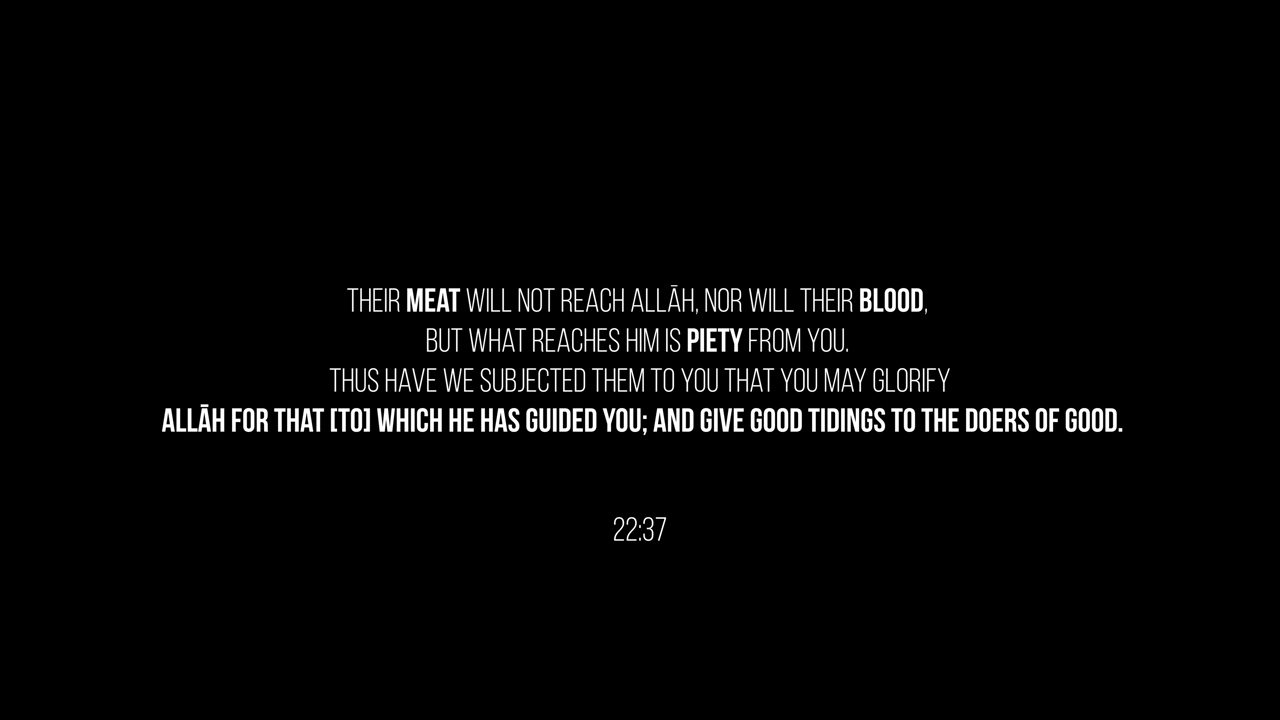 THEIR MEAT WILL NOT REACH ALLĀH, NOR WILL THEIR BLOOD,
BUT WHAT REACHES HIM IS PIETY FROM YOU.
THUS HAVE WE SUBJECTED THEM TO YOU THAT YOU MAY GLORIFY
ALLĀH FOR THAT [TO] WHICH HE HAS GUIDED YOU; AND GIVE GOOD TIDINGS TO THE DOERS OF GOOD.
22:37